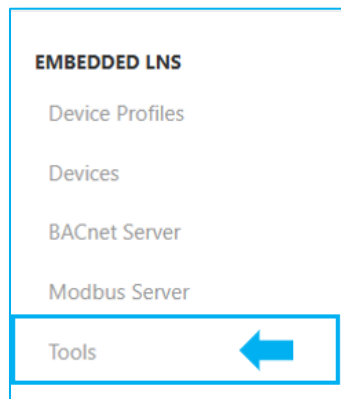 EMBEDDED LNS
Device Profiles
Devices
BACnet Server
Modbus Server
Tools